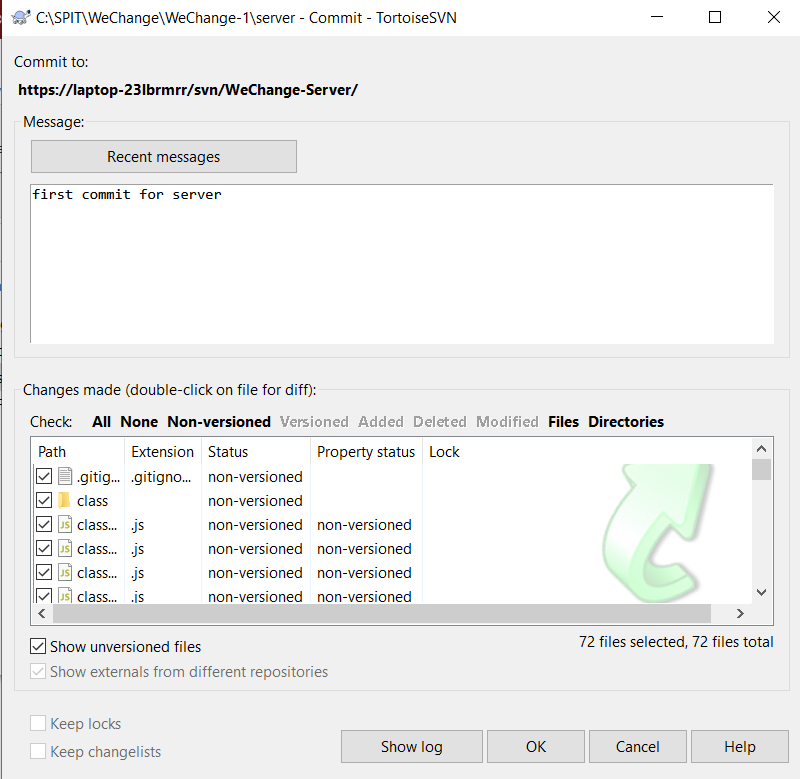 C:\SPIT\WeChange\WeChange-1\server - Commit - TortoiseSVN
Commit to:
https://laptop-23lbrmrr/svn/WeChange-Server/
Message:
Recent messages
first commit for server
Changes made (double-click on file for diff):
Check: All None Non-versioned Versioned Added Deleted Modified Files Directories
Path Extension Status Property status Lock
.gitig... .gitigno... non-versioned
class non-versioned
JS class... .js non-versioned non-versioned
JS class... .js non-versioned non-versioned
JS class... .js non-versioned non-versioned
JS class... .js non-versioned non-versioned
Show unversioned files 72 files selected, 72 files total
Show externals from different repositories
Keep locks
Keep changelists
Show log OK Cancel Help